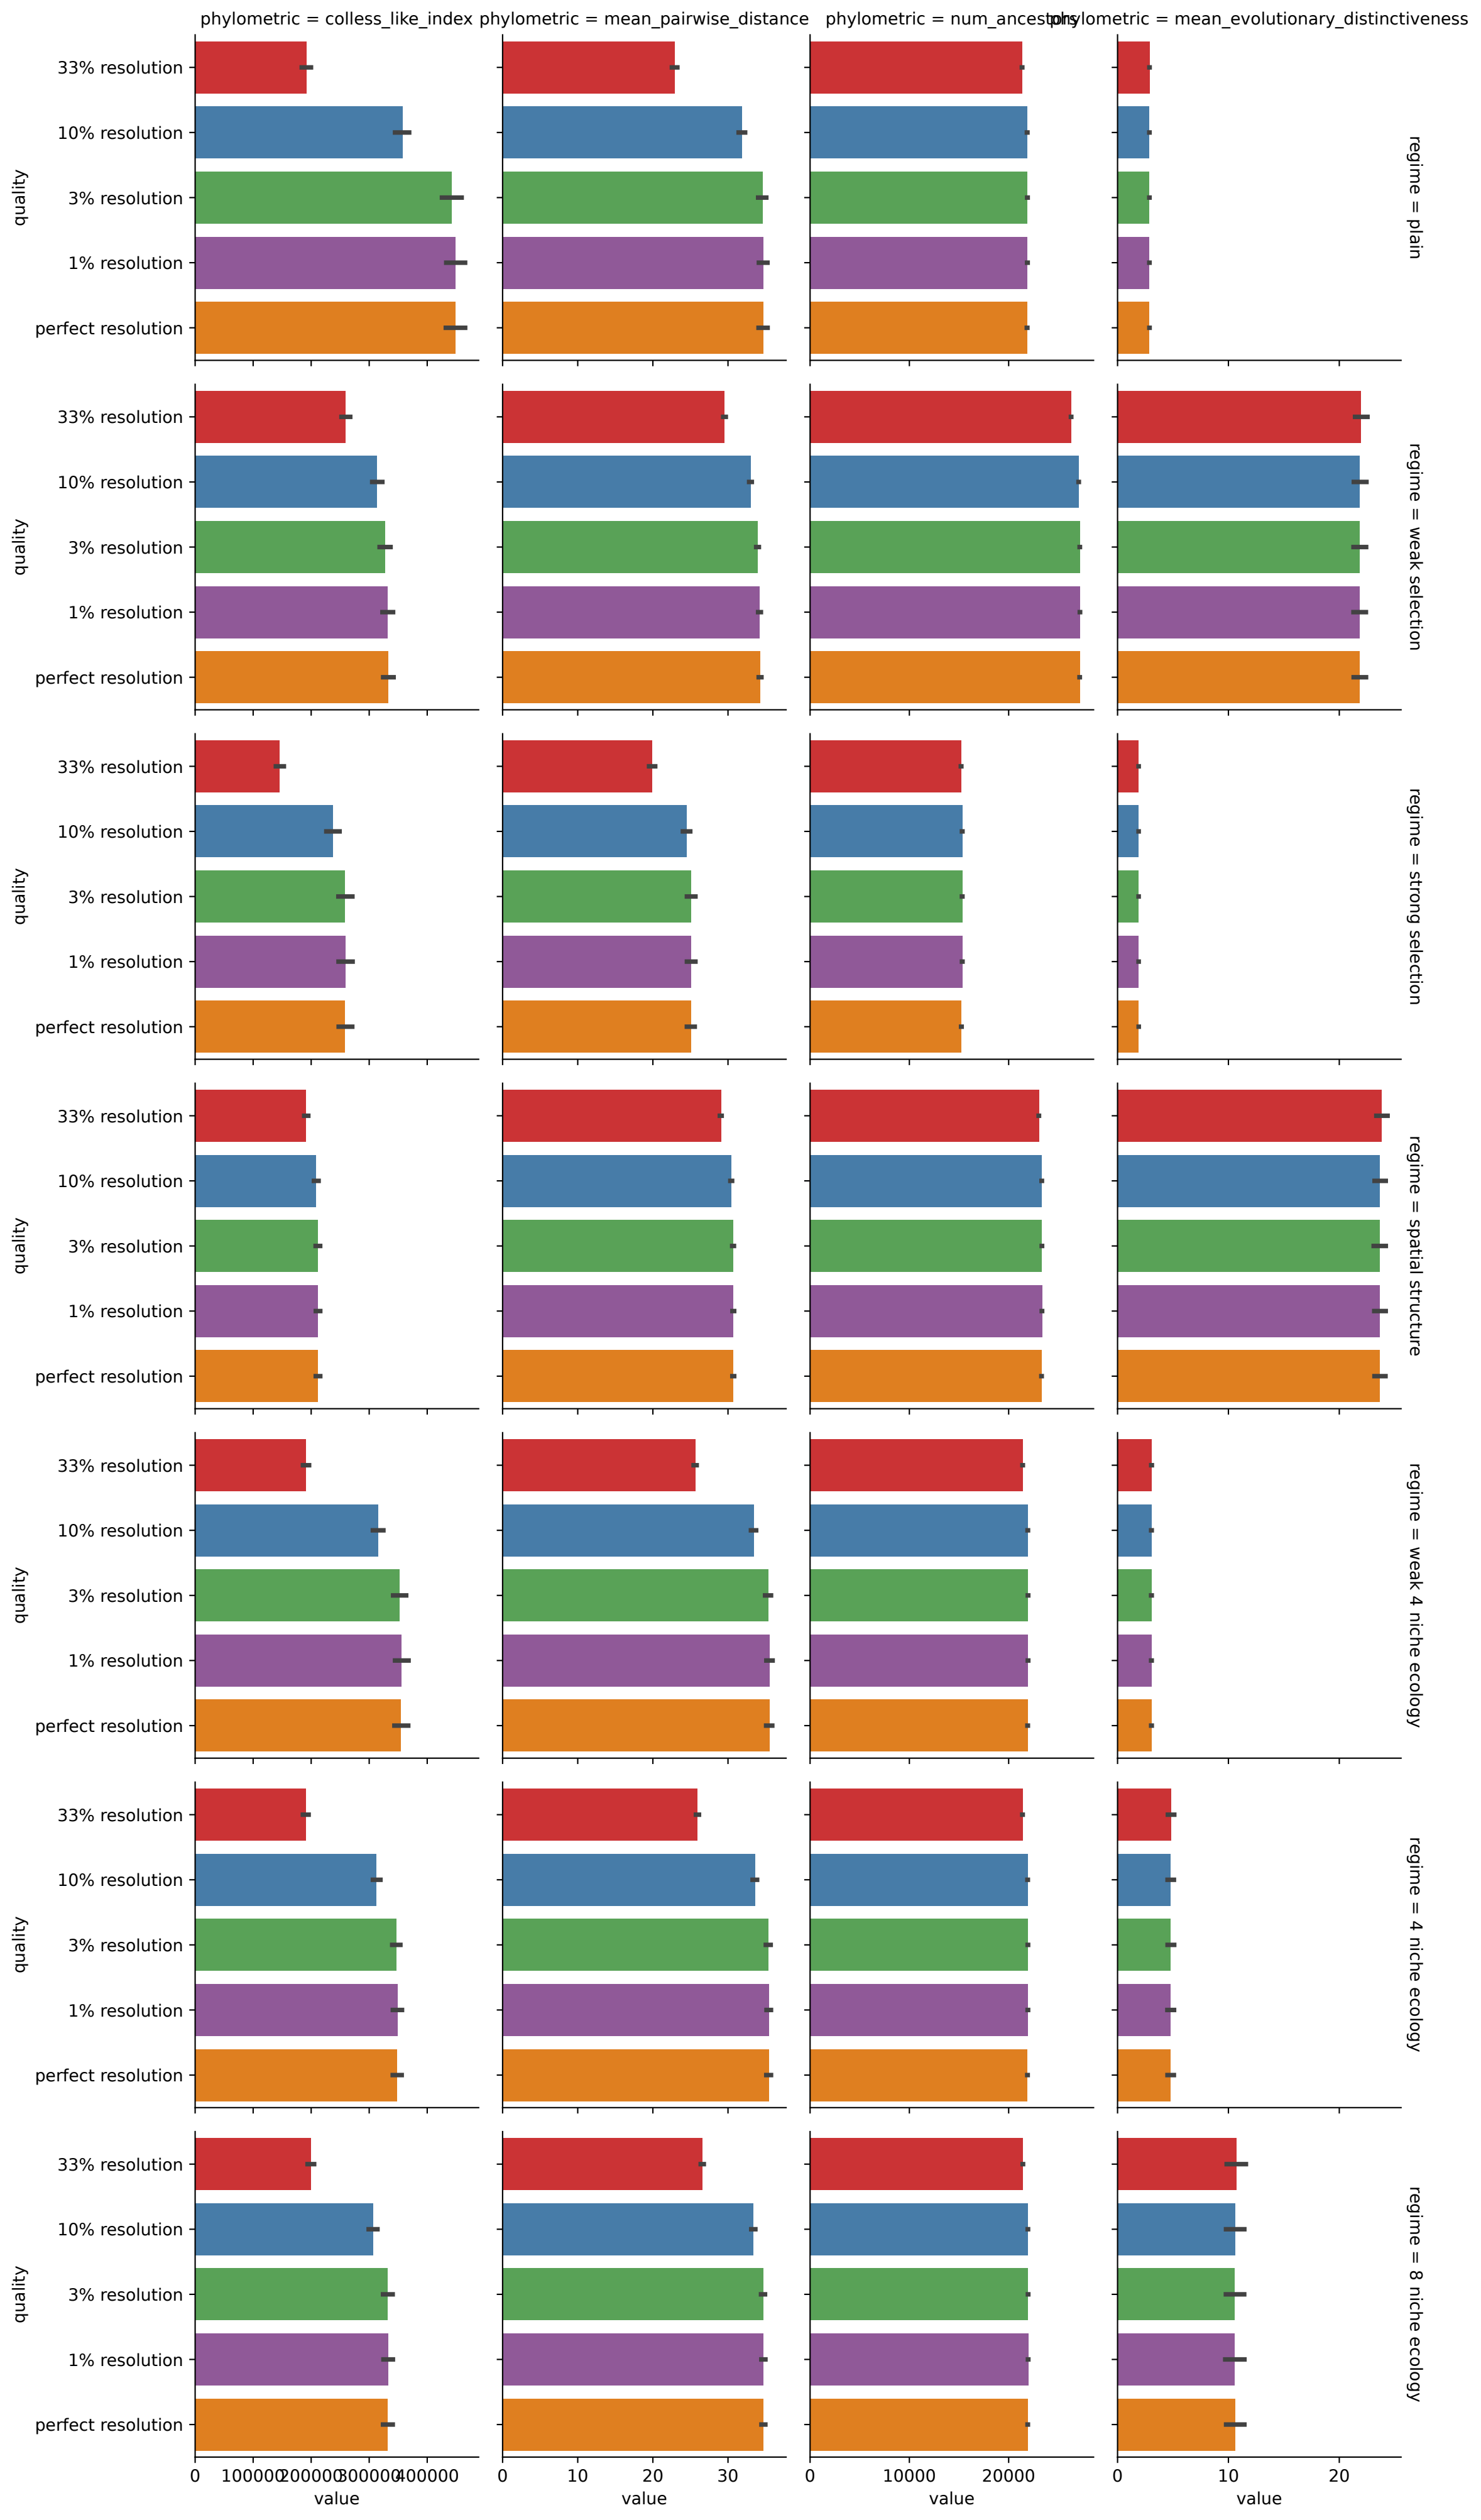 phylometric = colless_like_index
phylometric = mean_pairwise_distance
phylometric = num_ancestors
phylometric = mean_evolutionary_distinctiveness
33% resolution
10% resolution
3% resolution
1% resolution
perfect resolution
quality
regime = plain
33% resolution
10% resolution
3% resolution
1% resolution
perfect resolution
quality
regime = weak selection
33% resolution
10% resolution
3% resolution
1% resolution
perfect resolution
quality
regime = strong selection
33% resolution
10% resolution
3% resolution
1% resolution
perfect resolution
quality
regime = spatial structure
33% resolution
10% resolution
3% resolution
1% resolution
perfect resolution
quality
regime = weak 4 niche ecology
33% resolution
10% resolution
3% resolution
1% resolution
perfect resolution
quality
regime = 4 niche ecology
33% resolution
10% resolution
3% resolution
1% resolution
perfect resolution
quality
regime = 8 niche ecology
0 100000 200000 300000 400000
0 10 20 30
0 10000 20000
0 10 20
value
value
value
value